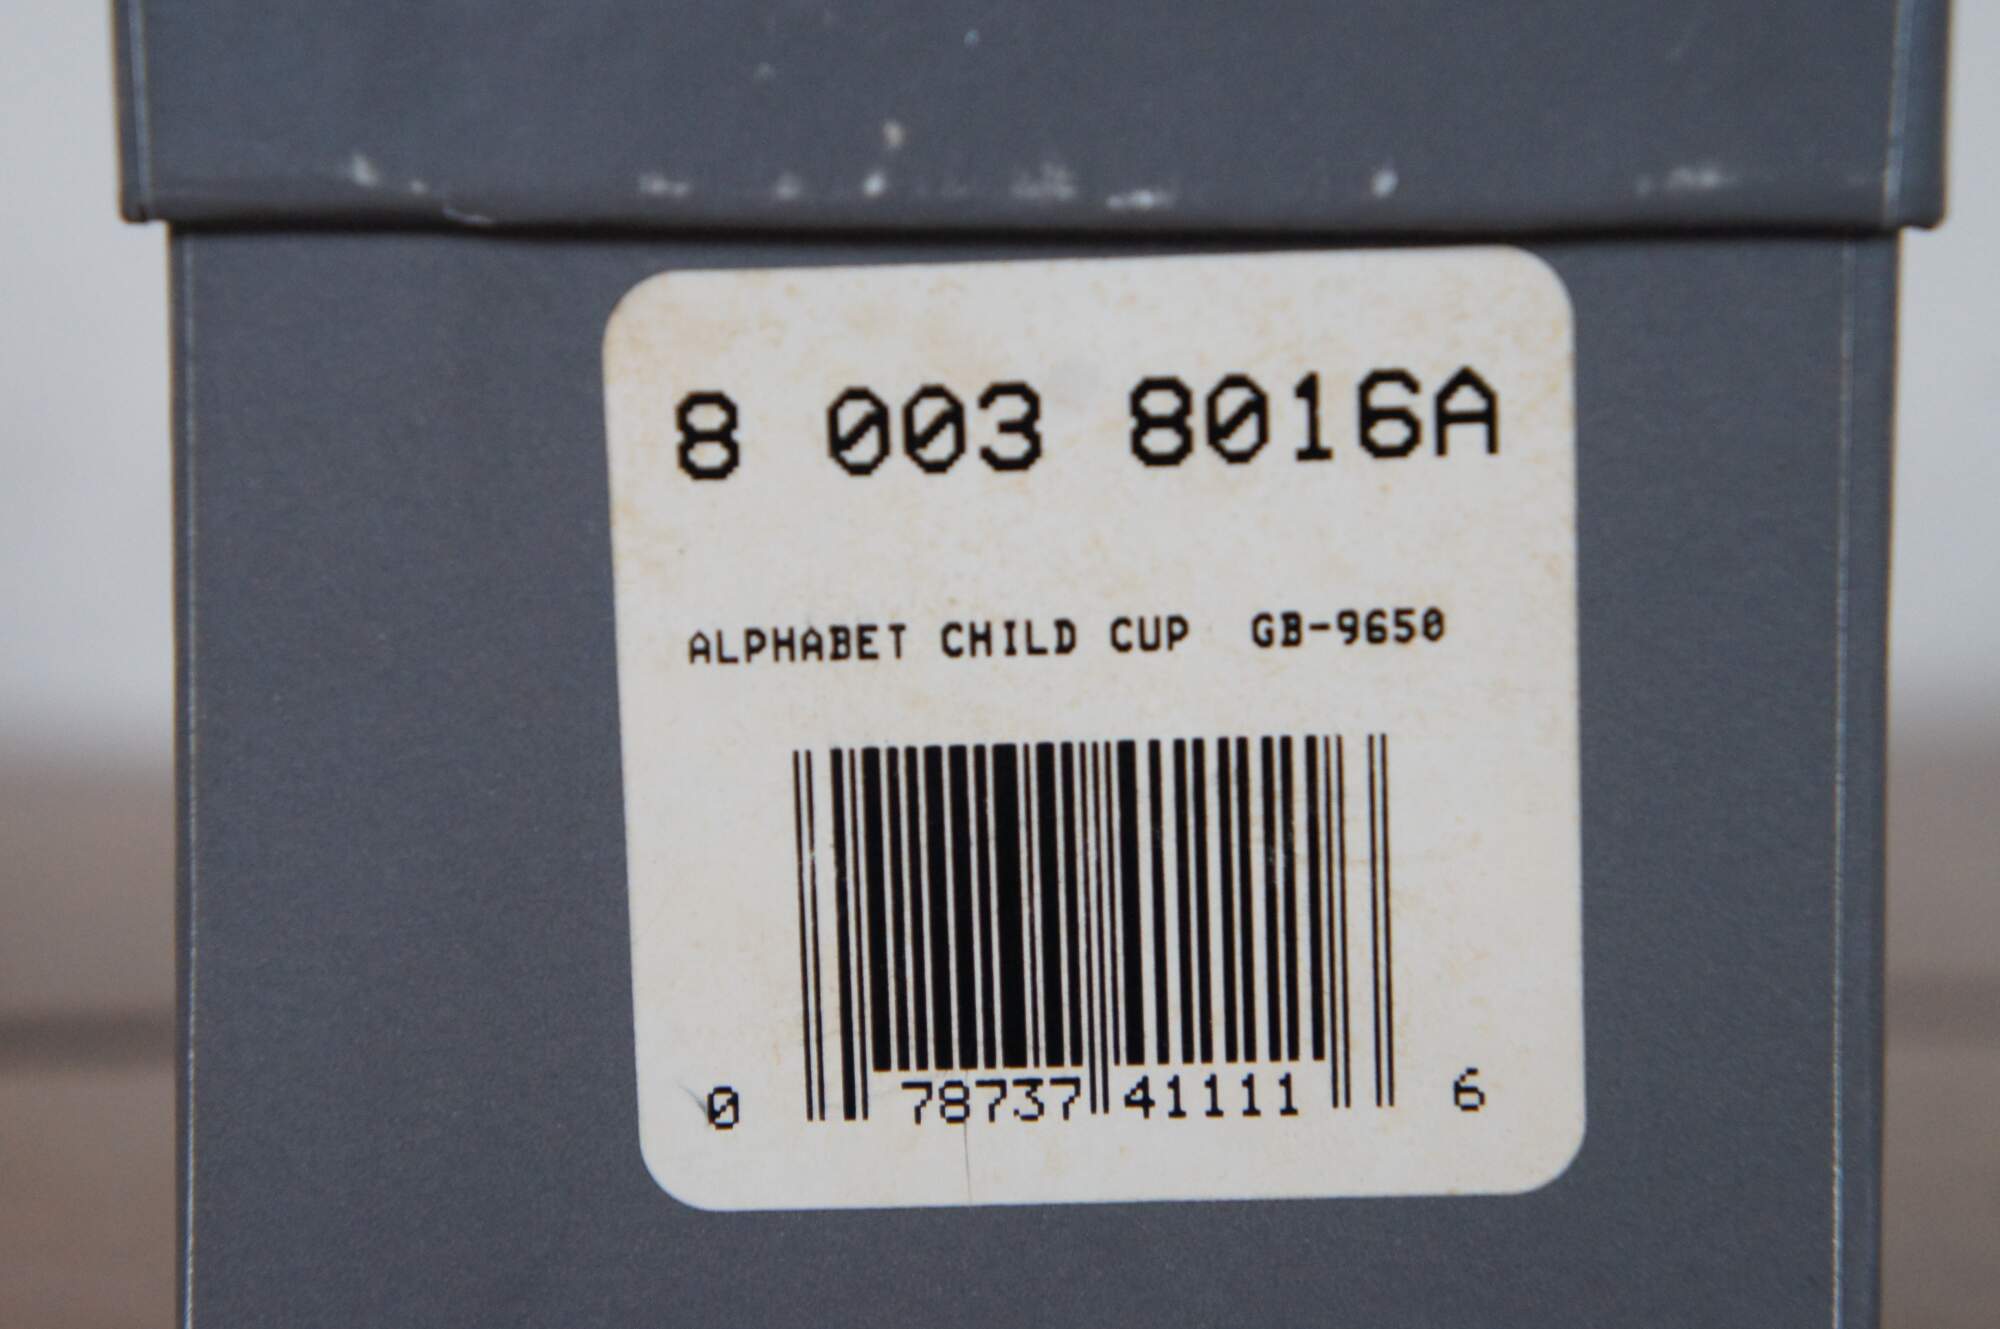 8 003 8016A
ALPHABET CHILD CUP GB-9650
0 78737 41111 6